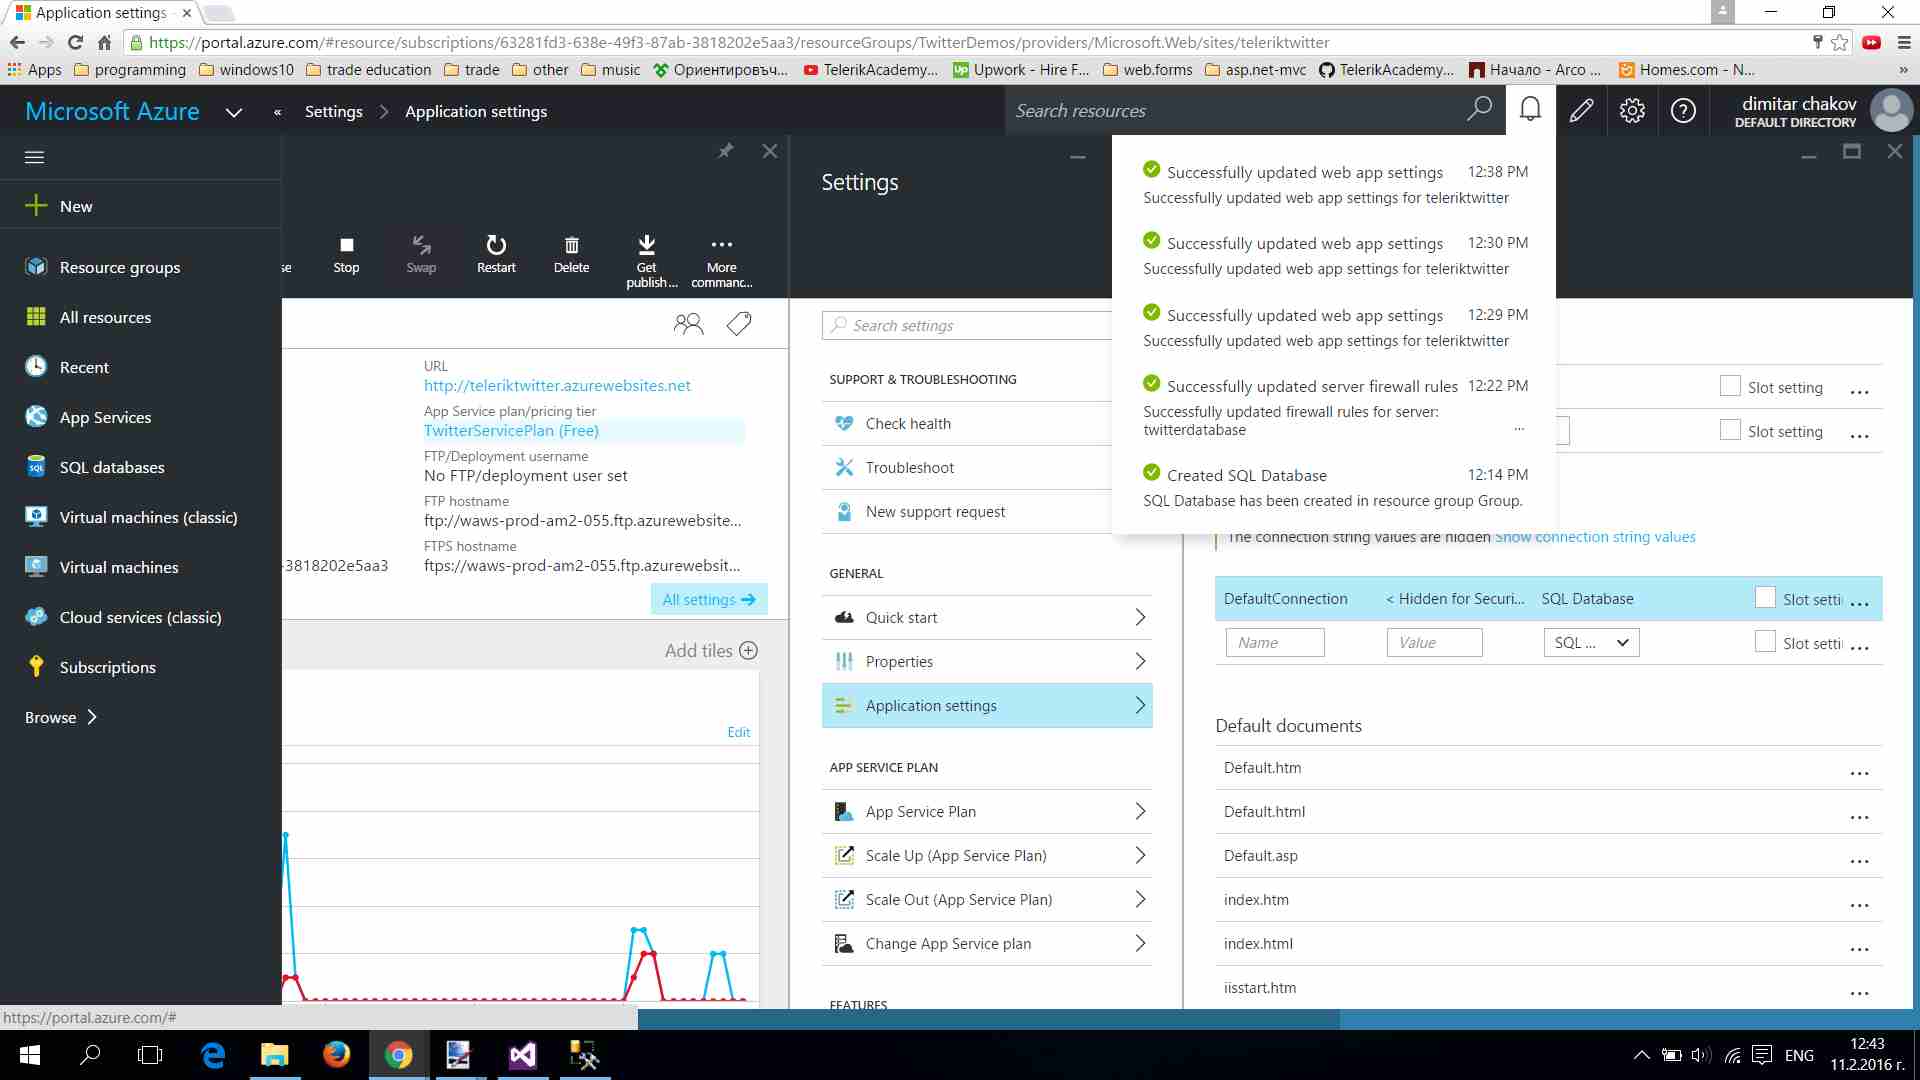 Application settings
https://portal.azure.com/#resource/subscriptions/63281fd3-638e-49f3-87ab-3818202e5aa3/resourceGroups/TwitterDemos/providers/Microsoft.Web/sites/teleriktwitter
Apps programming windows10 trade education trade other music Ориентировъч... TelerikAcademy... Upwork - Hire F... web.forms asp.net-mvc TelerikAcademy... Начало - Arco ... Homes.com - N... »
Microsoft Azure « Settings > Application settings
Search resources
dimitar chakov
DEFAULT DIRECTORY
New
Resource groups
All resources
Recent
App Services
SQL databases
Virtual machines (classic)
Virtual machines
Cloud services (classic)
Subscriptions
Browse >
se
Stop
Swap
Restart
Delete
Get
publish...
More
commanc...
URL
http://teleriktwitter.azurewebsites.net
App Service plan/pricing tier
TwitterServicePlan (Free)
FTP/Deployment username
No FTP/deployment user set
FTP hostname
ftp://waws-prod-am2-055.ftp.azurewebsite...
FTPS hostname
-3818202e5aa3 ftps://waws-prod-am2-055.ftp.azurewebsit...
All settings →
Add tiles
Edit
Settings
Search settings
SUPPORT & TROUBLESHOOTING
Check health
Troubleshoot
New support request
GENERAL
Quick start
Properties
Application settings
APP SERVICE PLAN
App Service Plan
Scale Up (App Service Plan)
Scale Out (App Service Plan)
Change App Service plan
FEATURES
Successfully updated web app settings 12:38 PM
Successfully updated web app settings for teleriktwitter
Successfully updated web app settings 12:30 PM
Successfully updated web app settings for teleriktwitter
Successfully updated web app settings 12:29 PM
Successfully updated web app settings for teleriktwitter
Successfully updated server firewall rules 12:22 PM
Successfully updated firewall rules for server:
twitterdatabase ...
Created SQL Database 12:14 PM
SQL Database has been created in resource group Group.
Slot setting ...
Slot setting ...
The connection string values are hidden Show connection string values
DefaultConnection < Hidden for Securi... SQL Database Slot setti ...
Name Value SQL ... Slot setti ...
Default documents
Default.htm ...
Default.html ...
Default.asp ...
index.htm ...
index.html ...
iisstart.htm ...
https://portal.azure.com/#
ENG
12:43
11.2.2016 г.